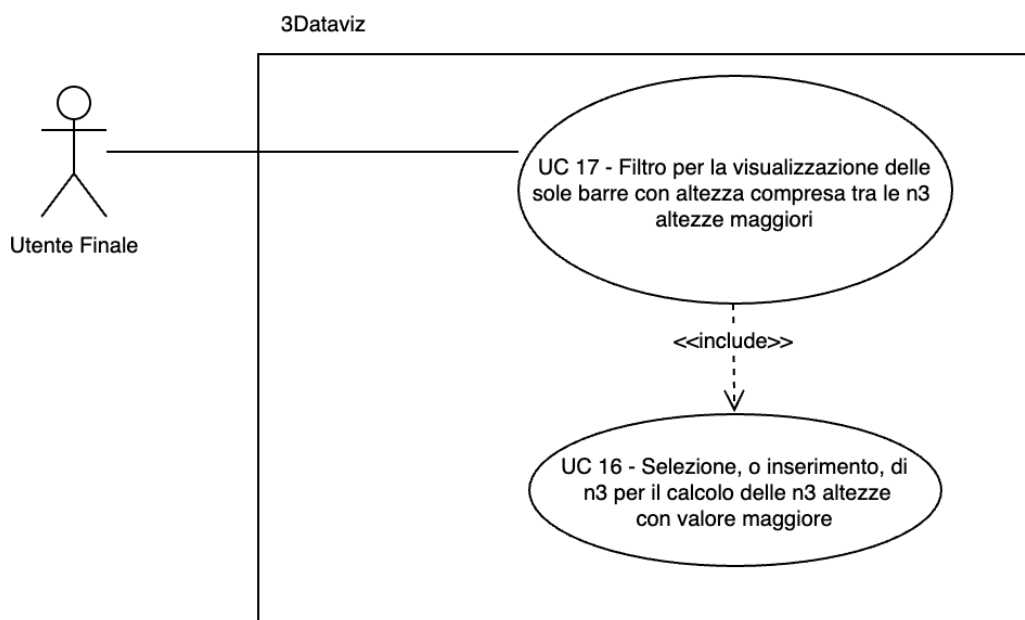 3Dataviz
Utente Finale
UC 17 - Filtro per la visualizzazione delle
sole barre con altezza compresa tra le n3
altezze maggiori
<<include>>
UC 16 - Selezione, o inserimento, di
n3 per il calcolo delle n3 altezze
con valore maggiore